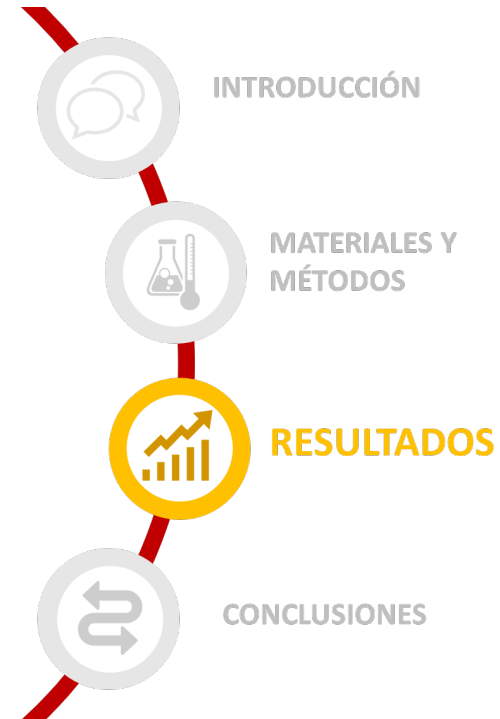 INTRODUCCIÓN
MATERIALES Y
MÉTODOS
RESULTADOS
CONCLUSIONES